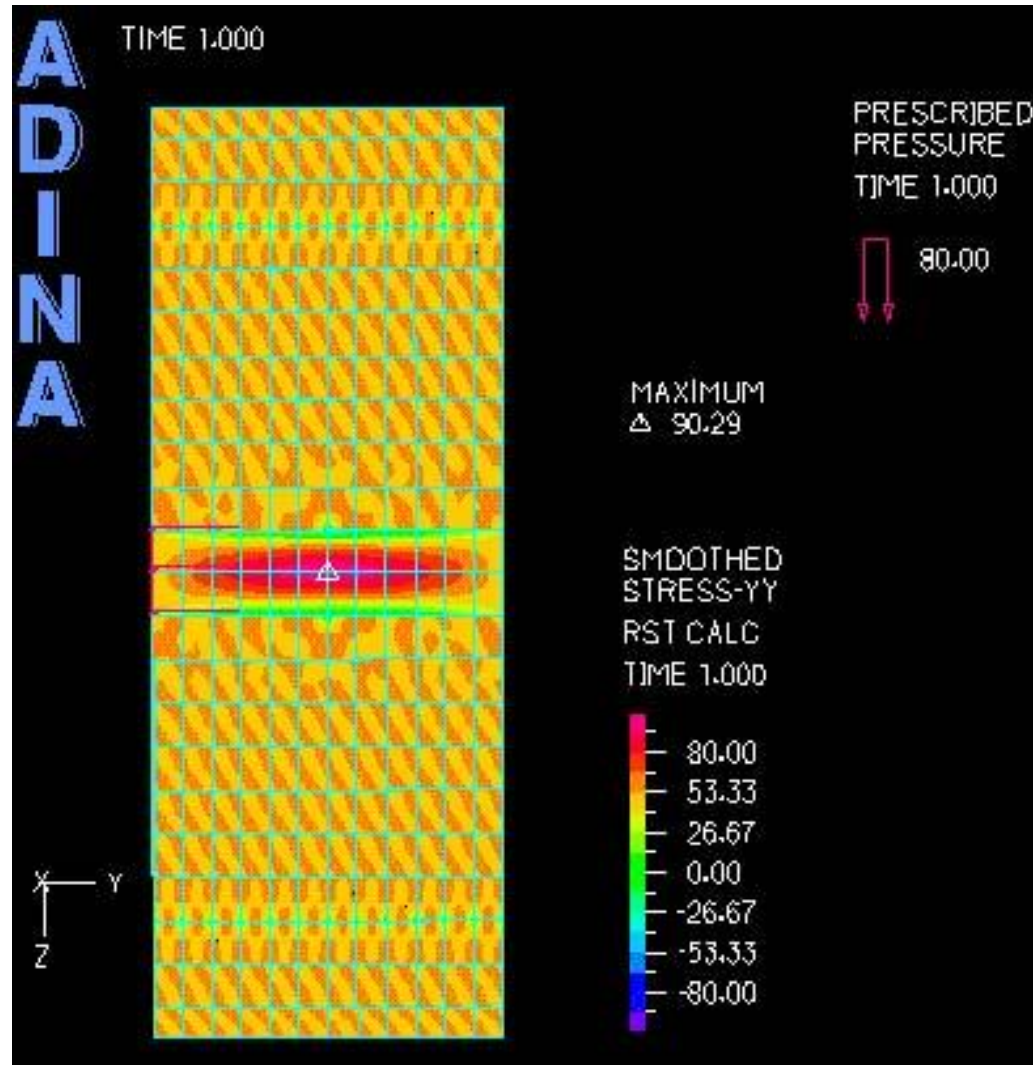 ADINA
TIME 1.000
PRESCRIBED
PRESSURE
TIME 1.000
80.00
MAXIMUM
90.29
SMOOTHED
STRESS-YY
RST CALC
TIME 1.000
80.00
53.33
26.67
0.00
-26.67
-53.33
-80.00
X
Y
Z